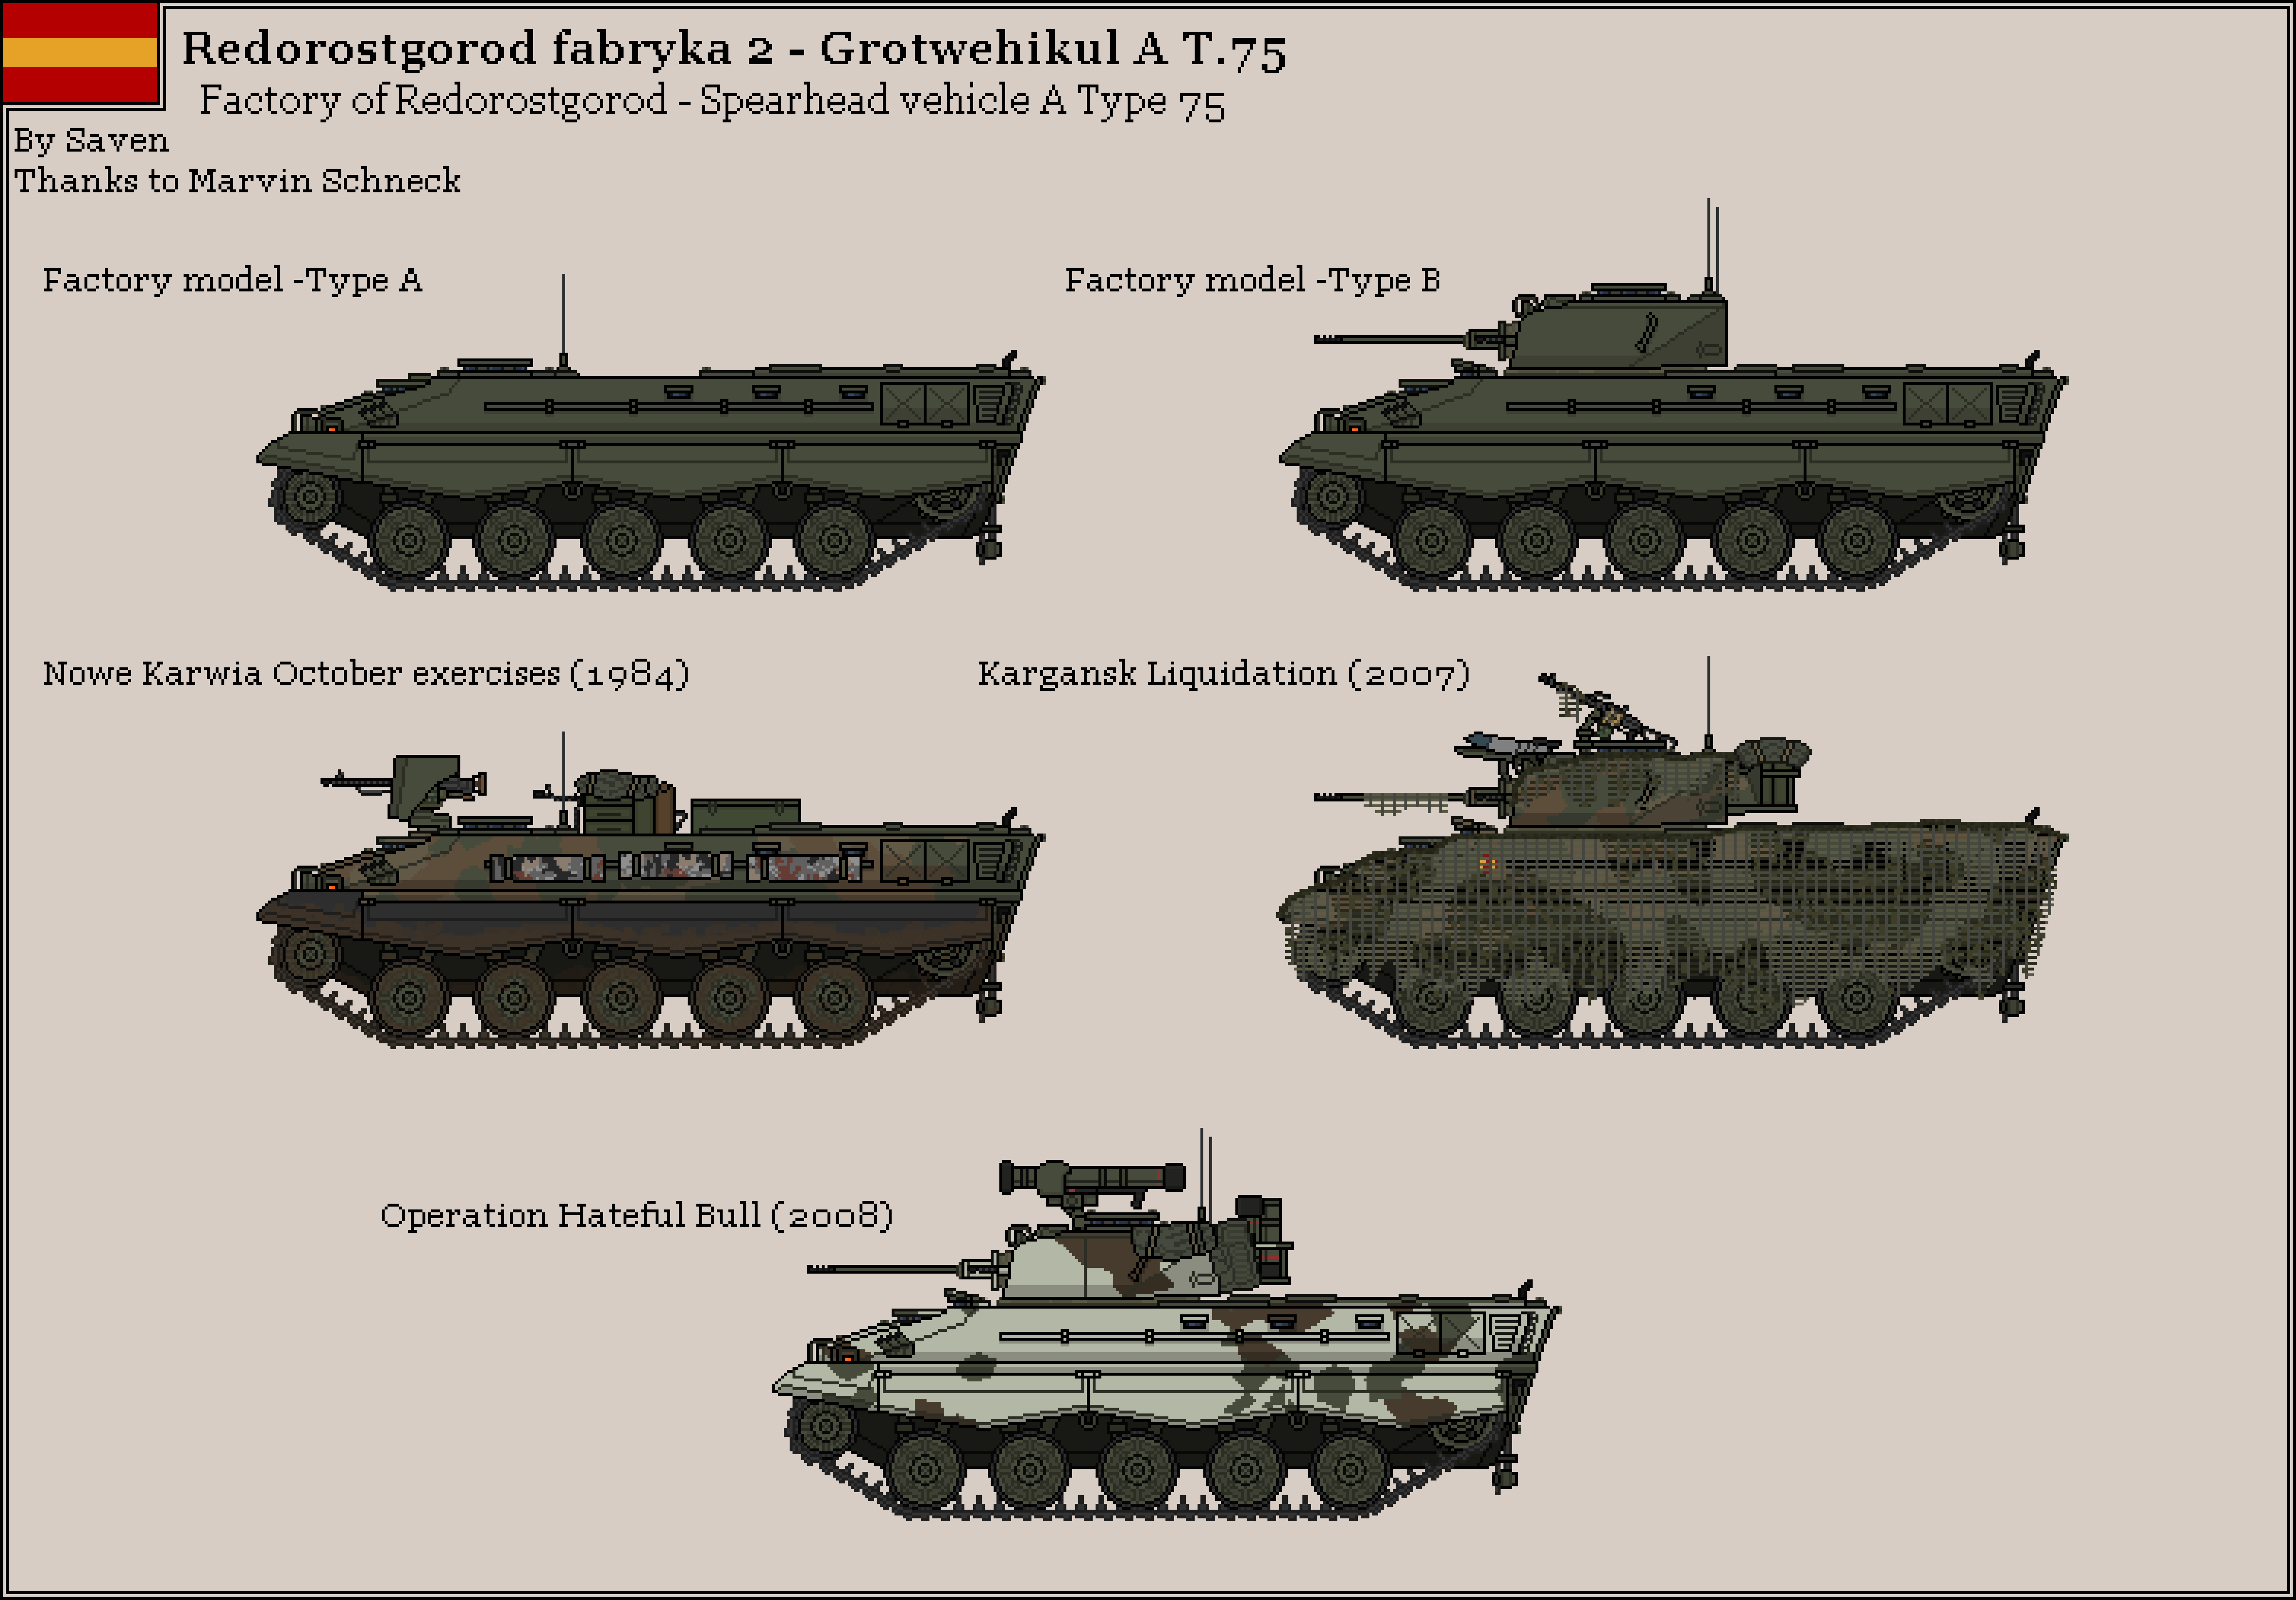 Redorostgorod fabryka 2 - Grotwehikul A T.75
Factory of Redorostgorod - Spearhead vehicle A Type 75
By Saven
Thanks to Marvin Schneck
Factory model -Type A
Factory model -Type B
Nowe Karwia October exercises (1984)
Kargansk Liquidation (2007)
Operation Hateful Bull (2008)